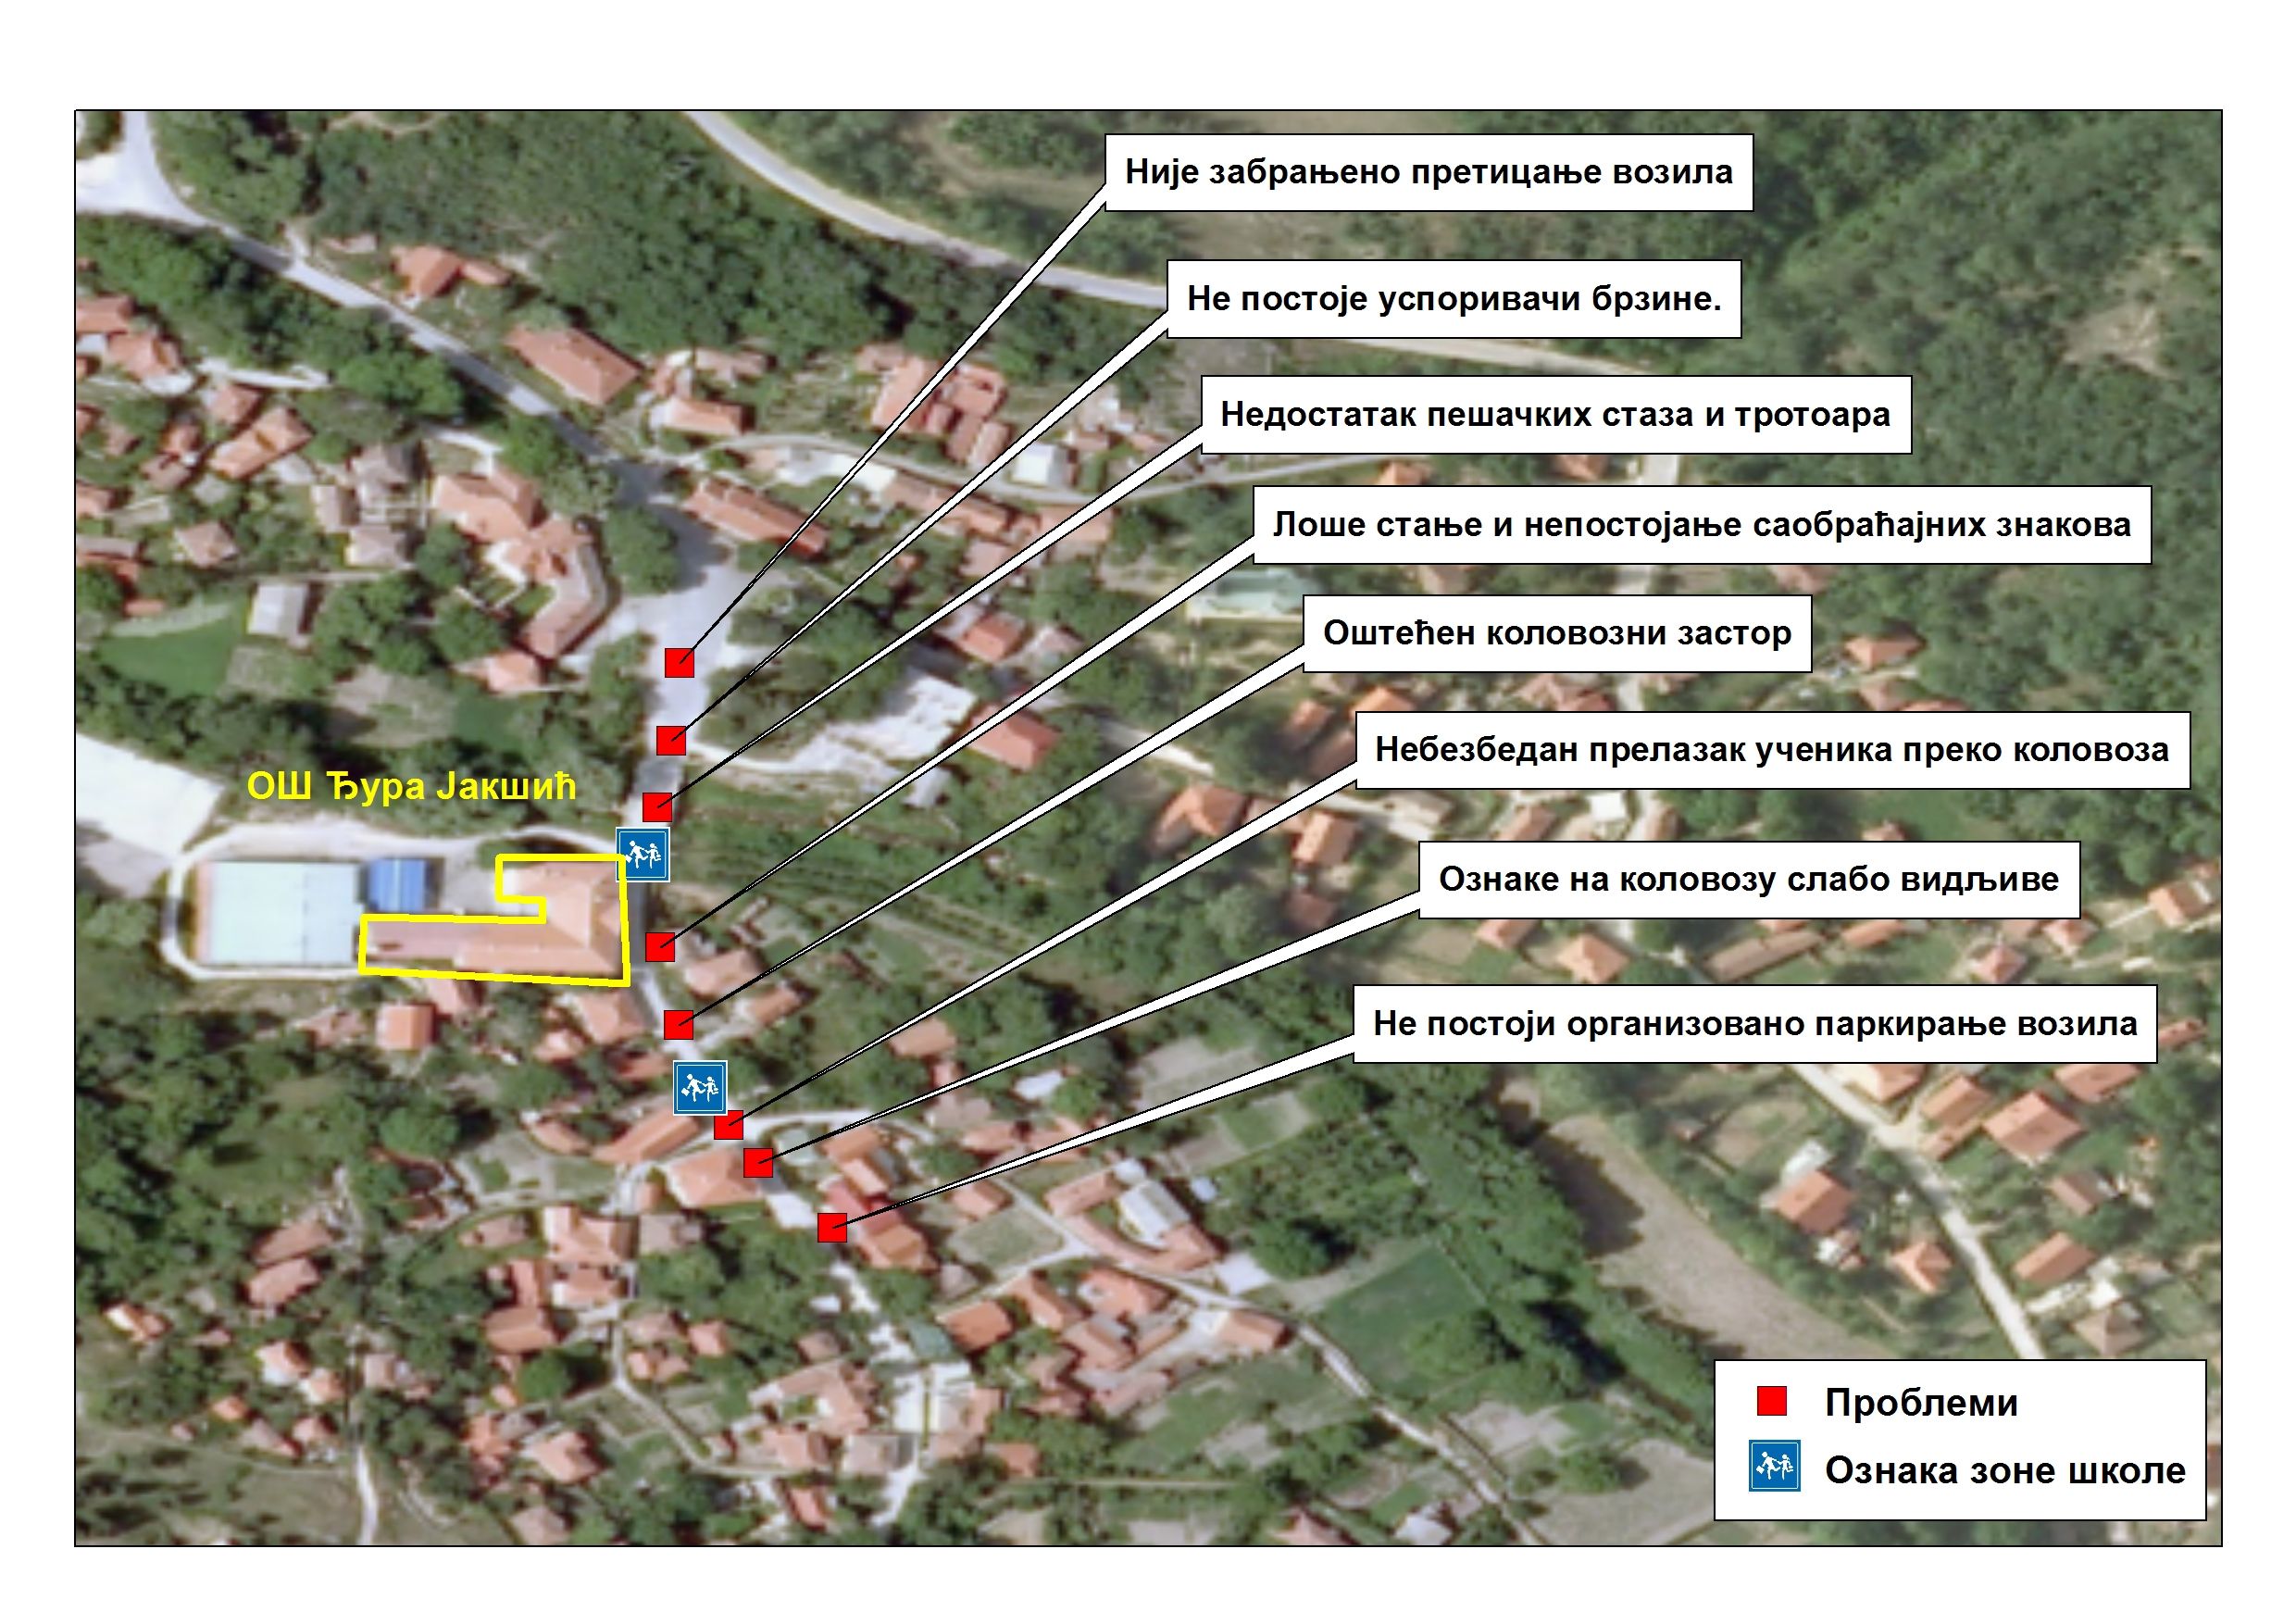 Није забрањено претицање возила
Не постоје успоривачи брзине.
Недостатак пешачких стаза и тротоара
Лоше стање и непостојање саобраћајних знакова
Оштећен коловозни застор
Небезбедан прелазак ученика преко коловоза
ОШ Ђура Јакшић
Ознаке на коловозу слабо видљиве
Не постоји организовано паркирање возила
Проблеми
Ознака зоне школе